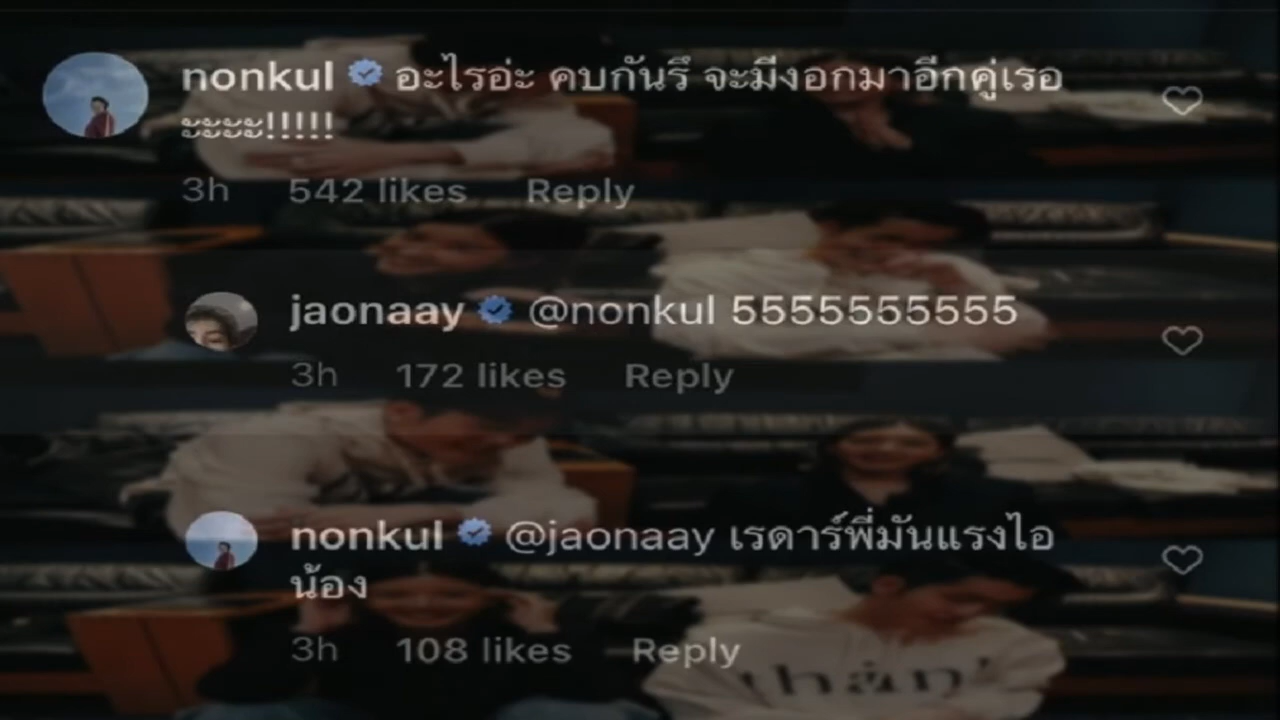 nonkul อะไรอ่ะ คบกันรึ จะมีงอกมาอีกคู่เรอ
ะะะะ!!!!!
3h 542 likes Reply
jaonaay @nonkul 5555555555
3h 172 likes Reply
nonkul @jaonaay เรดาร์พี่มันแรงไอ
น้อง
3h 108 likes Reply